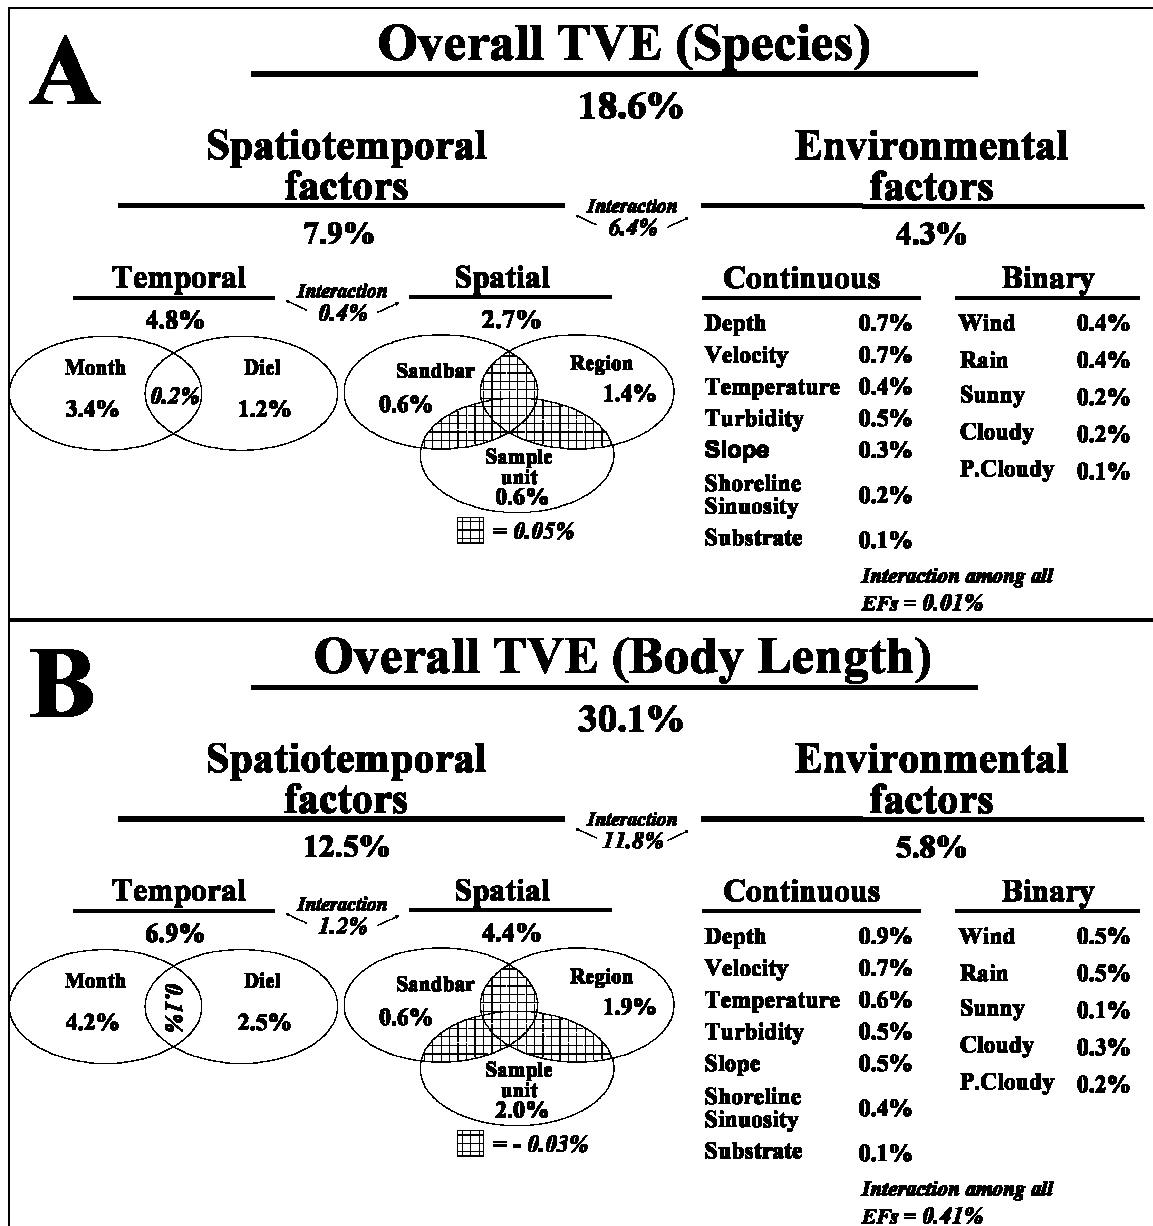 A
Overall TVE (Species)
18.6%
Spatiotemporal
factors
7.9%
Interaction
6.4%
Environmental
factors
4.3%
Temporal
4.8%
Interaction
0.4%
Spatial
2.7%
Month
3.4%
0.2%
Diel
1.2%
Sandbar
0.6%
Region
1.4%
Sample
unit
0.6%
= 0.05%
Continuous
Depth 0.7%
Velocity 0.7%
Temperature 0.4%
Turbidity 0.5%
Slope 0.3%
Shoreline
Sinuosity 0.2%
Substrate 0.1%
Binary
Wind 0.4%
Rain 0.4%
Sunny 0.2%
Cloudy 0.2%
P.Cloudy 0.1%
Interaction among all
EFs = 0.01%
B
Overall TVE (Body Length)
30.1%
Spatiotemporal
factors
12.5%
Interaction
11.8%
Environmental
factors
5.8%
Temporal
6.9%
Interaction
1.2%
Spatial
4.4%
Month
4.2%
0.1%
Diel
2.5%
Sandbar
0.6%
Region
1.9%
Sample
unit
2.0%
= - 0.03%
Continuous
Depth 0.9%
Velocity 0.7%
Temperature 0.6%
Turbidity 0.5%
Slope 0.5%
Shoreline
Sinuosity 0.4%
Substrate 0.1%
Binary
Wind 0.5%
Rain 0.5%
Sunny 0.1%
Cloudy 0.3%
P.Cloudy 0.2%
Interaction among all
EFs = 0.41%